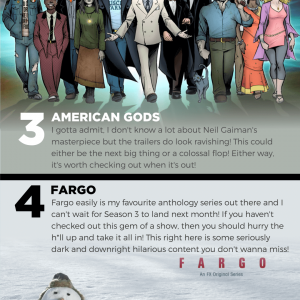 3 AMERICAN GODS
I gotta admit, I don't know a lot about Neil Gaiman's
masterpiece but the trailers do look ravishing! This could
either be the next big thing or a colossal flop! Either way,
it's worth checking out when it's out!
4 FARGO
Fargo easily is my favourite anthology series out there and I
can't wait for Season 3 to land next month! If you haven't
checked out this gem of a show, then you should hurry the
h*ll up and take it all in! This right here is some seriously
dark and downright hilarious content you don't wanna miss!
FARGO
An FX Original Series